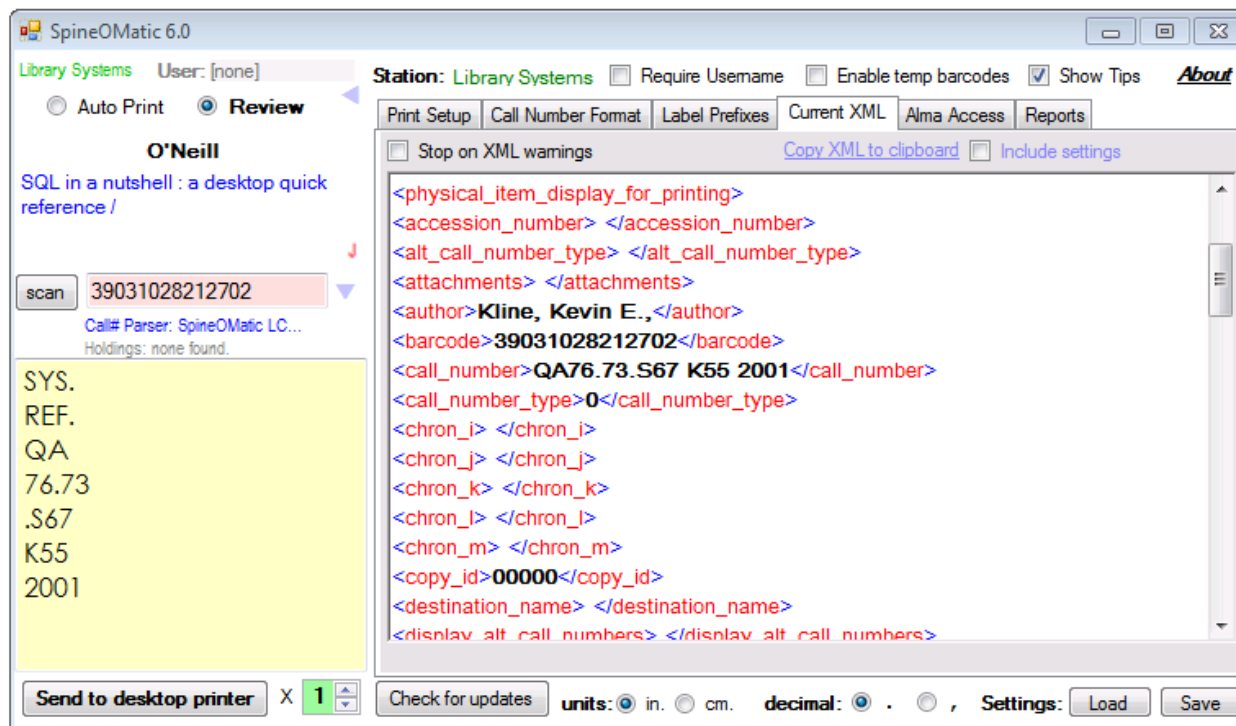 SpineOMatic 6.0
Library Systems User: [none]
Auto Print Review
O'Neill
SQL in a nutshell : a desktop quick
reference /
scan 39031028212702
Call# Parser: SpineOMatic LC...
Holdings: none found.
SYS.
REF.
QA
76.73
.S67
K55
2001
Send to desktop printer X 1
Station: Library Systems Require Username Enable temp barcodes Show Tips About
Print Setup Call Number Format Label Prefixes Current XML Alma Access Reports
Stop on XML warnings Copy XML to clipboard Include settings
<physical_item_display_for_printing>
<accession_number> </accession_number>
<alt_call_number_type> </alt_call_number_type>
<attachments> </attachments>
<author>Kline, Kevin E.,</author>
<barcode>39031028212702</barcode>
<call_number>QA76.73.S67 K55 2001</call_number>
<call_number_type>0</call_number_type>
<chron_i> </chron_i>
<chron_j> </chron_j>
<chron_k> </chron_k>
<chron_l> </chron_l>
<chron_m> </chron_m>
<copy_id>00000</copy_id>
<destination_name> </destination_name>
<display_alt_call_numbers> </display_alt_call_numbers>
Check for updates units: in. cm. decimal: . , Settings: Load Save